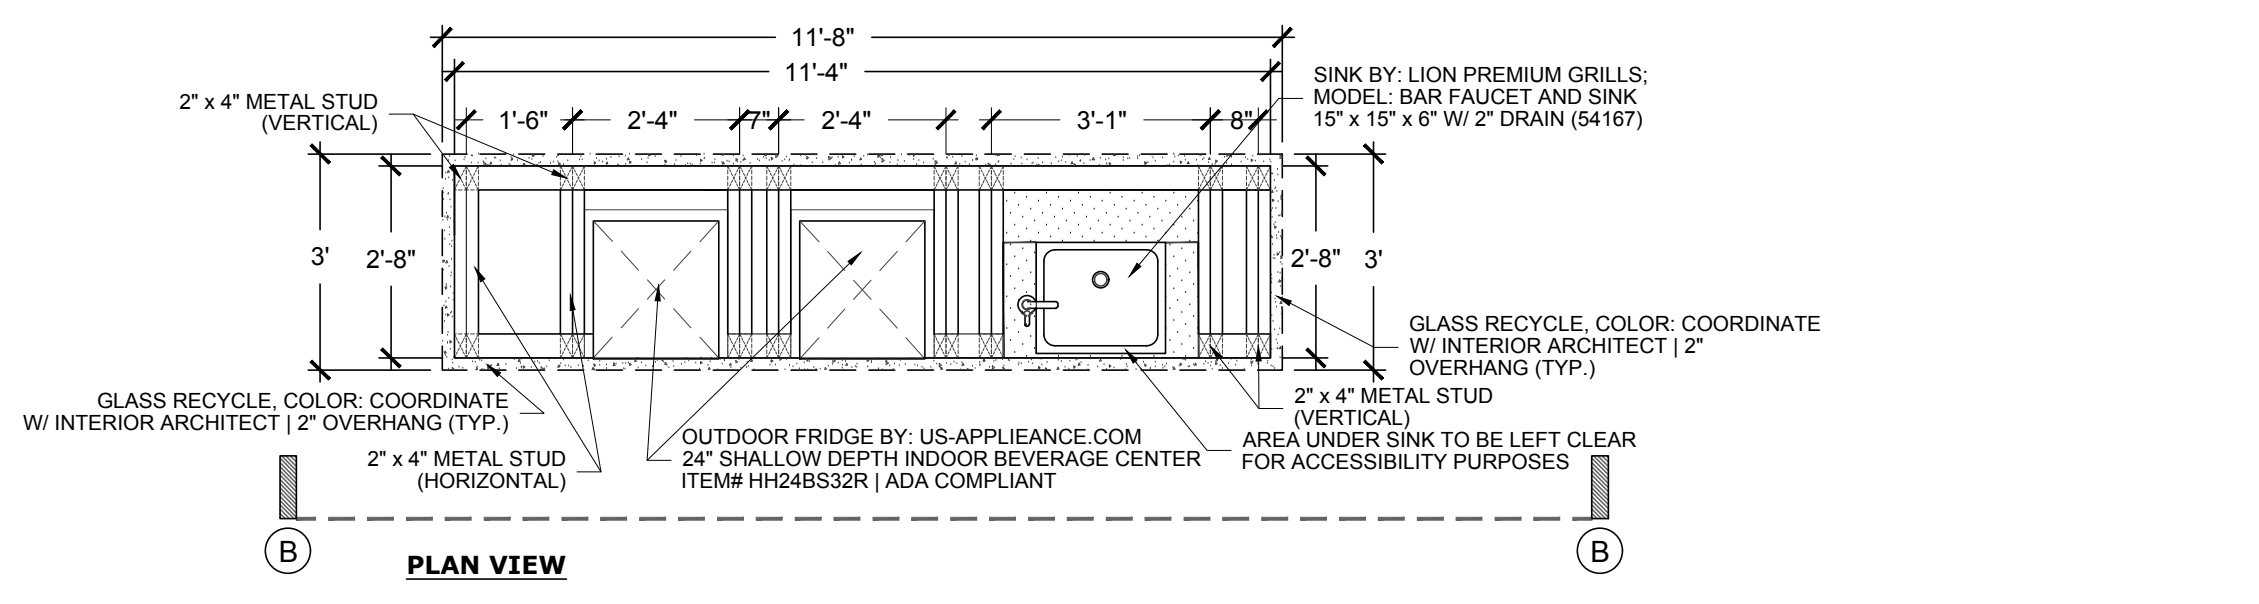 11'-8"
11'-4"
1'-6" 2'-4" 7" 2'-4" 3'-1" 8"
2" x 4" METAL STUD
(VERTICAL)
SINK BY: LION PREMIUM GRILLS;
MODEL: BAR FAUCET AND SINK
15" x 15" x 6" W/ 2" DRAIN (54167)
3' 2'-8" 2'-8" 3'
GLASS RECYCLE, COLOR: COORDINATE
W/ INTERIOR ARCHITECT | 2"
OVERHANG (TYP.)
GLASS RECYCLE, COLOR: COORDINATE
W/ INTERIOR ARCHITECT | 2" OVERHANG (TYP.)
2" x 4" METAL STUD
(VERTICAL)
2" x 4" METAL STUD
(HORIZONTAL)
OUTDOOR FRIDGE BY: US-APPLIEANCE.COM
24" SHALLOW DEPTH INDOOR BEVERAGE CENTER
ITEM# HH24BS32R | ADA COMPLIANT
AREA UNDER SINK TO BE LEFT CLEAR
FOR ACCESSIBILITY PURPOSES
B B
PLAN VIEW